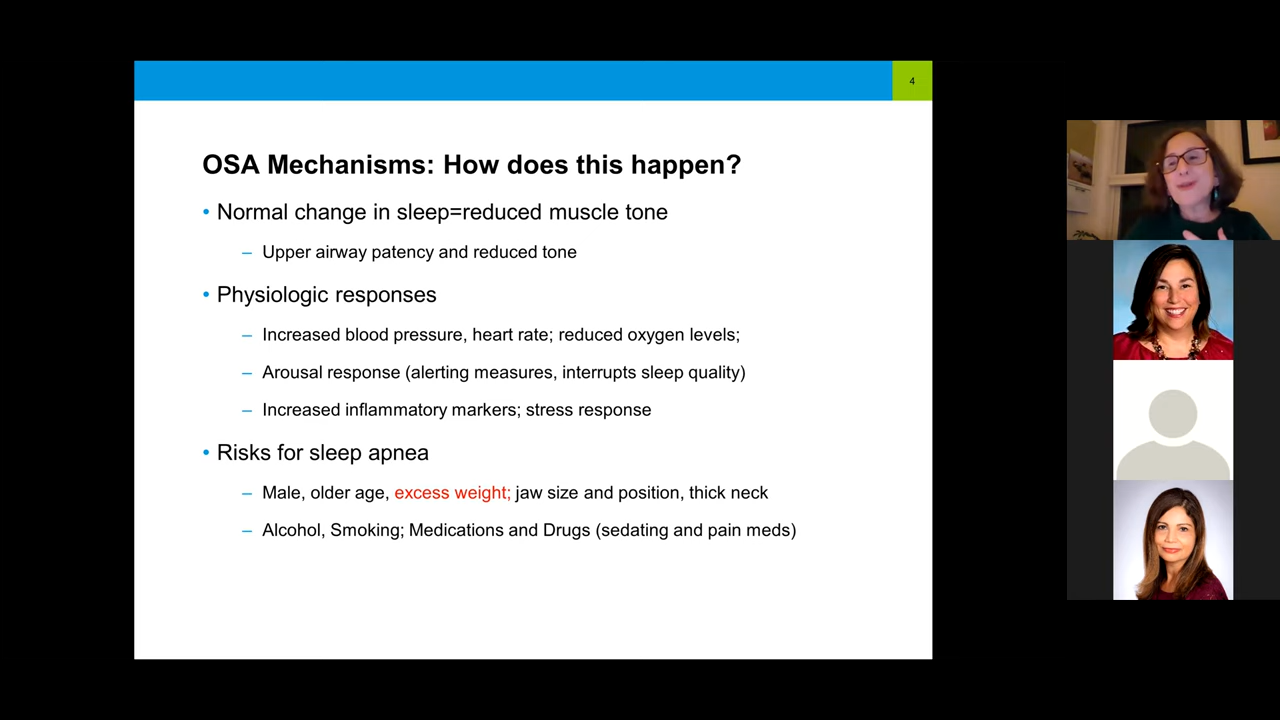 4
OSA Mechanisms: How does this happen?
• Normal change in sleep=reduced muscle tone
– Upper airway patency and reduced tone
• Physiologic responses
– Increased blood pressure, heart rate; reduced oxygen levels;
– Arousal response (alerting measures, interrupts sleep quality)
– Increased inflammatory markers; stress response
• Risks for sleep apnea
– Male, older age, excess weight; jaw size and position, thick neck
– Alcohol, Smoking; Medications and Drugs (sedating and pain meds)